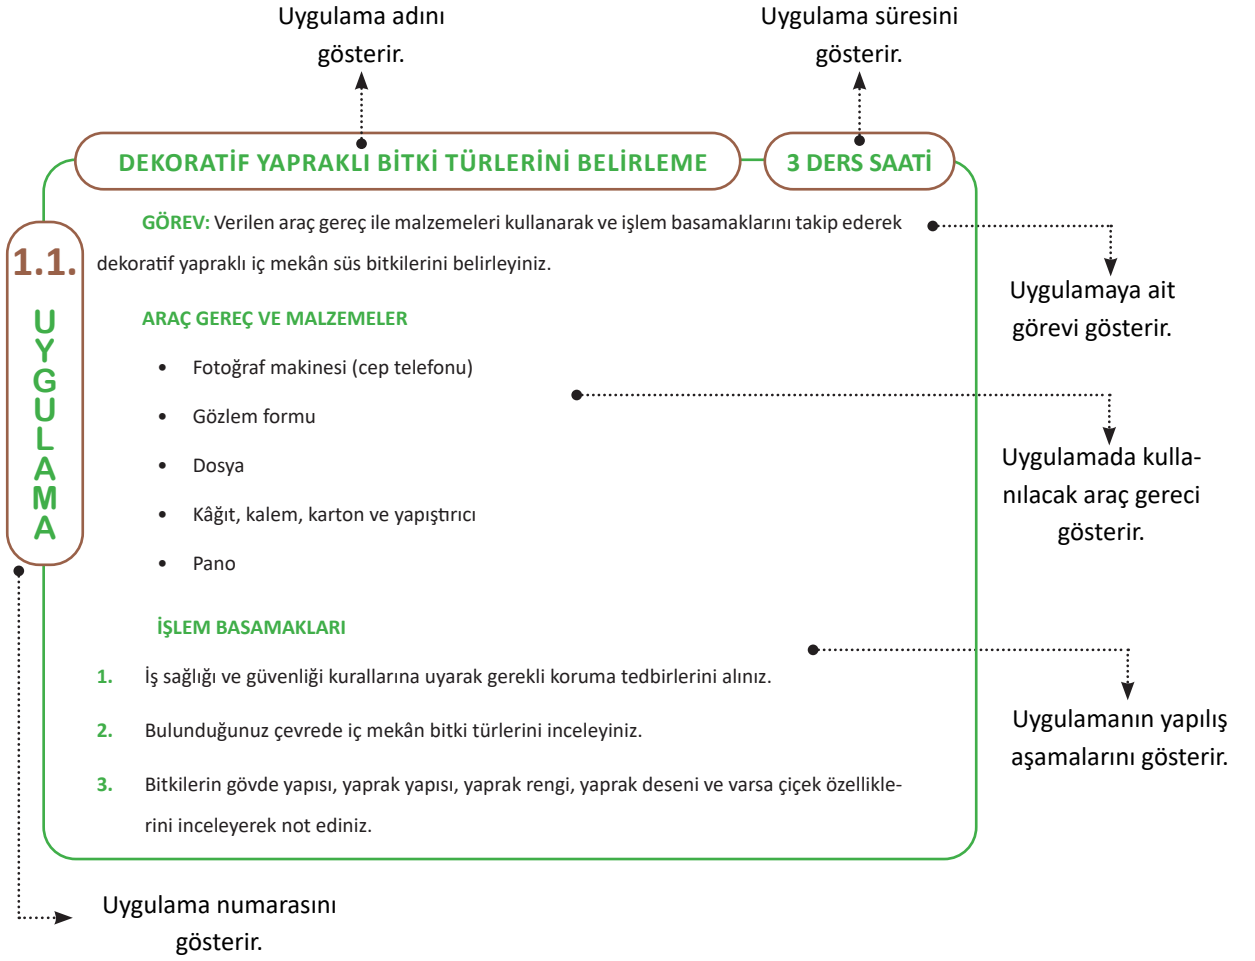 Uygulama adını
gösterir.
Uygulama süresini
gösterir.
DEKORATİF YAPRAKLI BİTKİ TÜRLERİNİ BELİRLEME
3 DERS SAATİ
1.1.
UYGULAMA
GÖREV: Verilen araç gereç ile malzemeleri kullanarak ve işlem basamaklarını takip ederek
dekoratif yapraklı iç mekân süs bitkilerini belirleyiniz.
Uygulamaya ait
görevi gösterir.
ARAÇ GEREÇ VE MALZEMELER
• Fotoğraf makinesi (cep telefonu)
• Gözlem formu
• Dosya
• Kâğıt, kalem, karton ve yapıştırıcı
• Pano
Uygulamada kulla-
nılacak araç gereci
gösterir.
İŞLEM BASAMAKLARI
1. İş sağlığı ve güvenliği kurallarına uyarak gerekli koruma tedbirlerini alınız.
2. Bulunduğunuz çevrede iç mekân bitki türlerini inceleyiniz.
3. Bitkilerin gövde yapısı, yaprak yapısı, yaprak rengi, yaprak deseni ve varsa çiçek özellikle-
rini inceleyerek not ediniz.
Uygulamanın yapılış
aşamalarını gösterir.
Uygulama numarasını
gösterir.